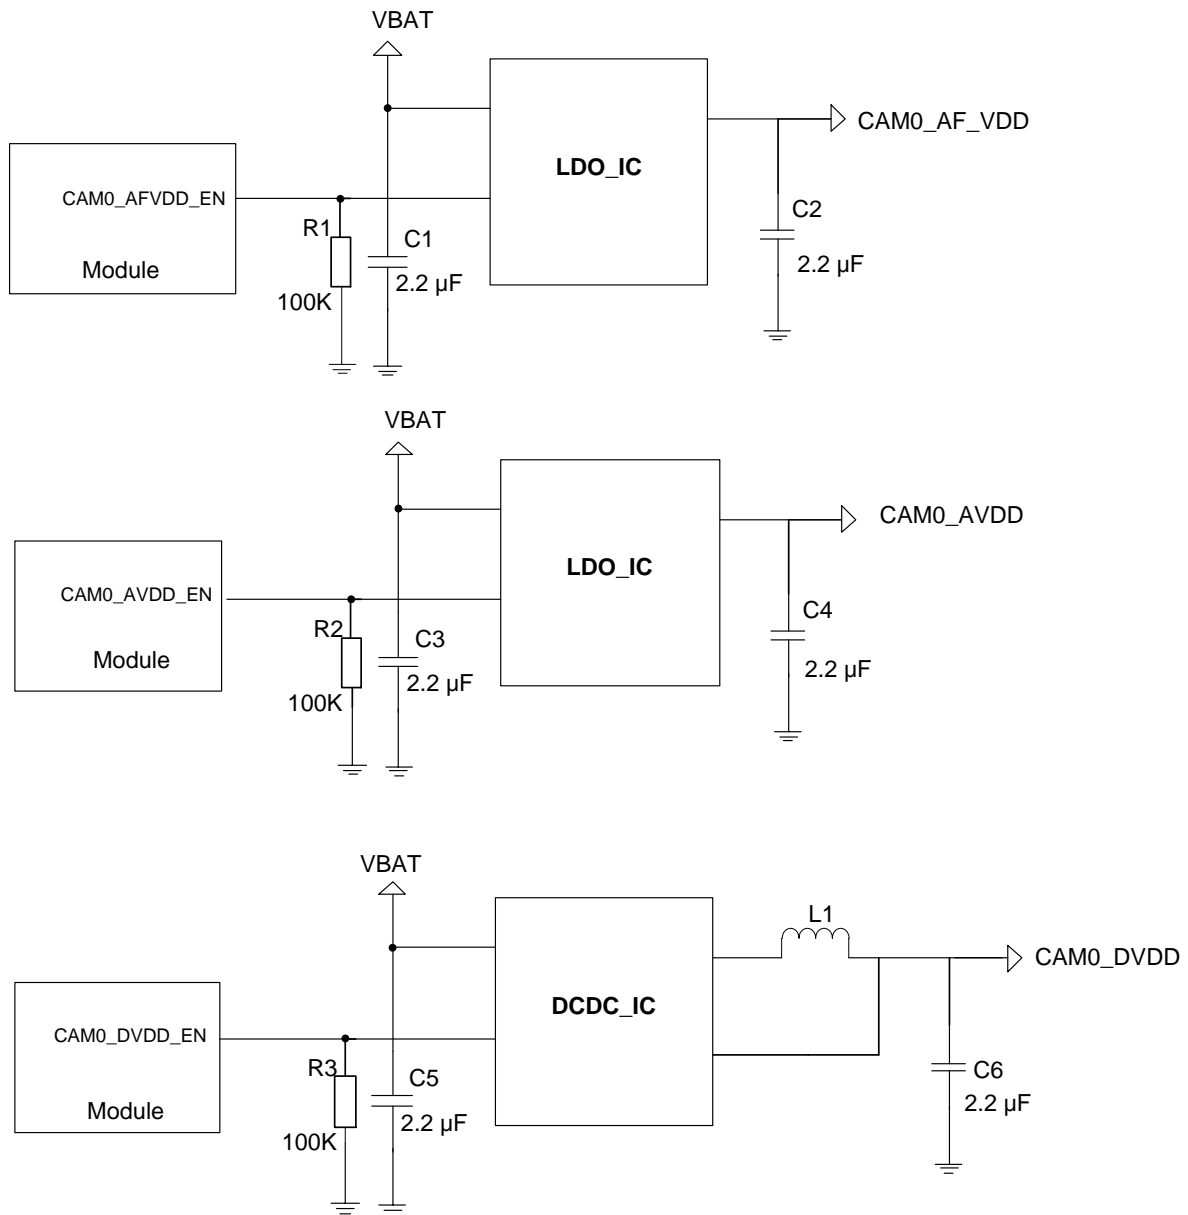 VBAT
LDO_IC
CAM0_AF_VDD
CAM0_AFVDD_EN
Module
R1
100K
C1
2.2 µF
C2
2.2 µF
VBAT
LDO_IC
CAM0_AVDD
CAM0_AVDD_EN
Module
R2
100K
C3
2.2 µF
C4
2.2 µF
VBAT
DCDC_IC
L1
CAM0_DVDD
CAM0_DVDD_EN
Module
R3
100K
C5
2.2 µF
C6
2.2 µF